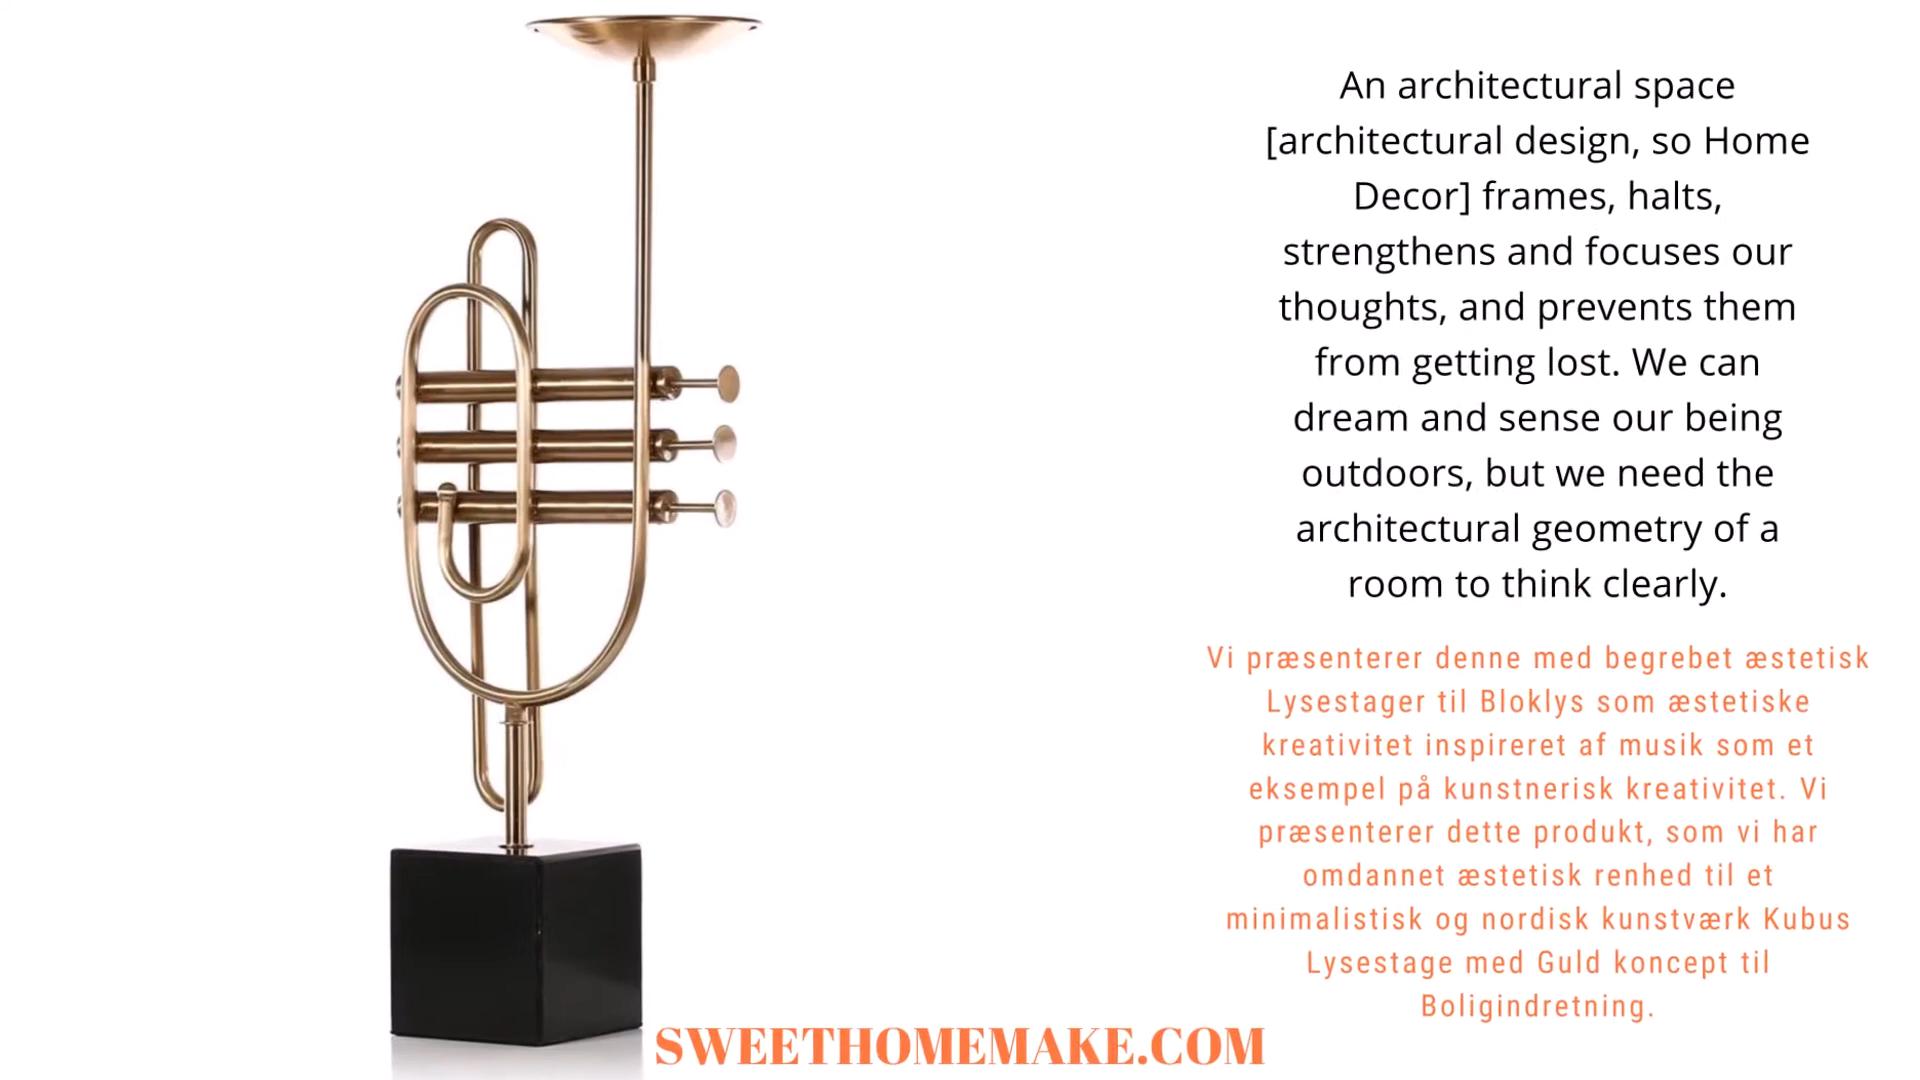 An architectural space
[architectural design, so Home
Decor] frames, halts,
strengthens and focuses our
thoughts, and prevents them
from getting lost. We can
dream and sense our being
outdoors, but we need the
architectural geometry of a
room to think clearly.
Vi præsenterer denne med begrebet æstetisk
Lysestager til Bloklys som æstetiske
kreativitet inspireret af musik som et
eksempel på kunstnerisk kreativitet. Vi
præsenterer dette produkt, som vi har
omdannet æstetisk renhed til et
minimalistisk og nordisk kunstværk Kubus
Lysestage med Guld koncept til
Boligindretning.
SWEETHOMEMAKE.COM